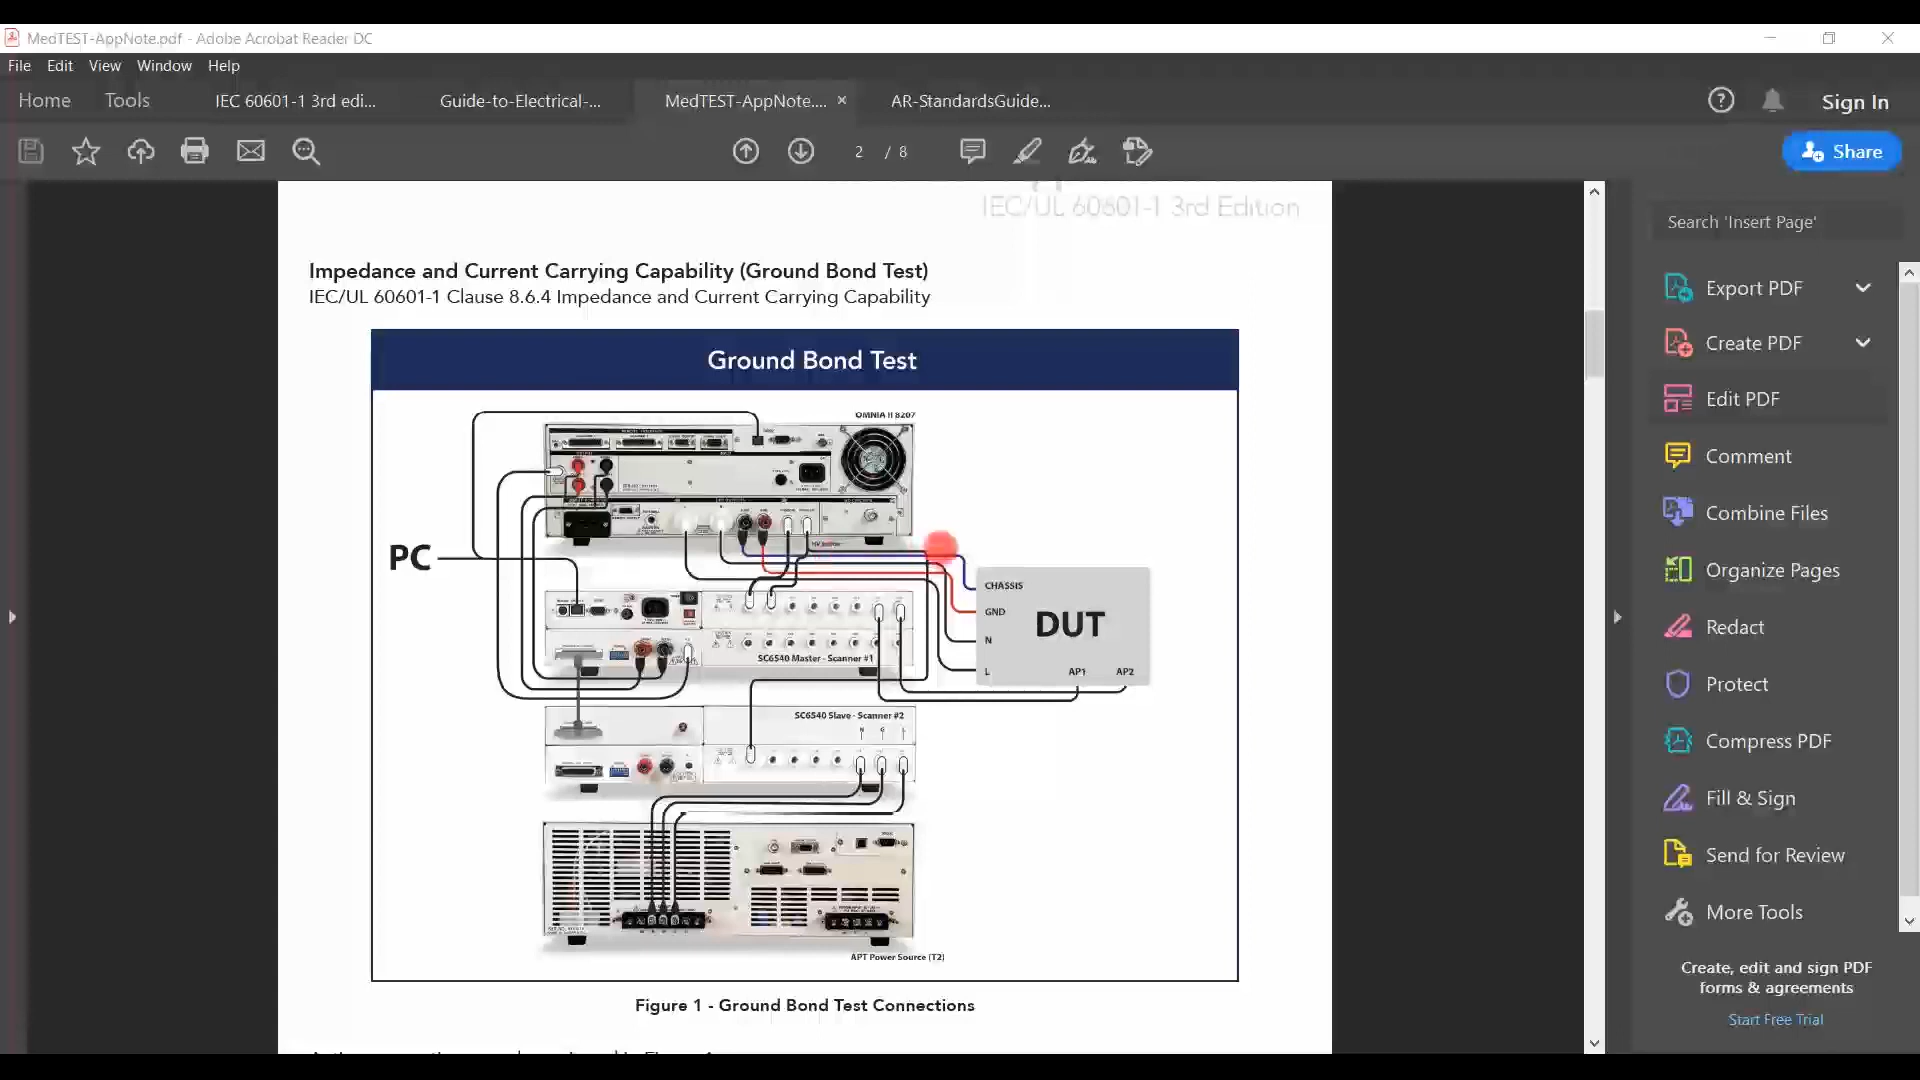 MedTEST-AppNote.pdf - Adobe Acrobat Reader DC
File Edit View Window Help
Home Tools IEC 60601-1 3rd edi... Guide-to-Electrical-... MedTEST-AppNote.... × AR-StandardsGuide... Sign In
2 / 8 Share
IEC/UL 60601-1 3rd Edition
Impedance and Current Carrying Capability (Ground Bond Test)
IEC/UL 60601-1 Clause 8.6.4 Impedance and Current Carrying Capability
Ground Bond Test
OMNIA II 8207
PC
CHASSIS
GND
DUT
N
L AP1 AP2
SC6540 Master - Scanner #1
SC6540 Slave - Scanner #2
N G L
APT Power Source (T2)
Figure 1 - Ground Bond Test Connections
Search 'Insert Page'
Export PDF
Create PDF
Edit PDF
Comment
Combine Files
Organize Pages
Redact
Protect
Compress PDF
Fill & Sign
Send for Review
More Tools
Create, edit and sign PDF
forms & agreements
Start Free Trial